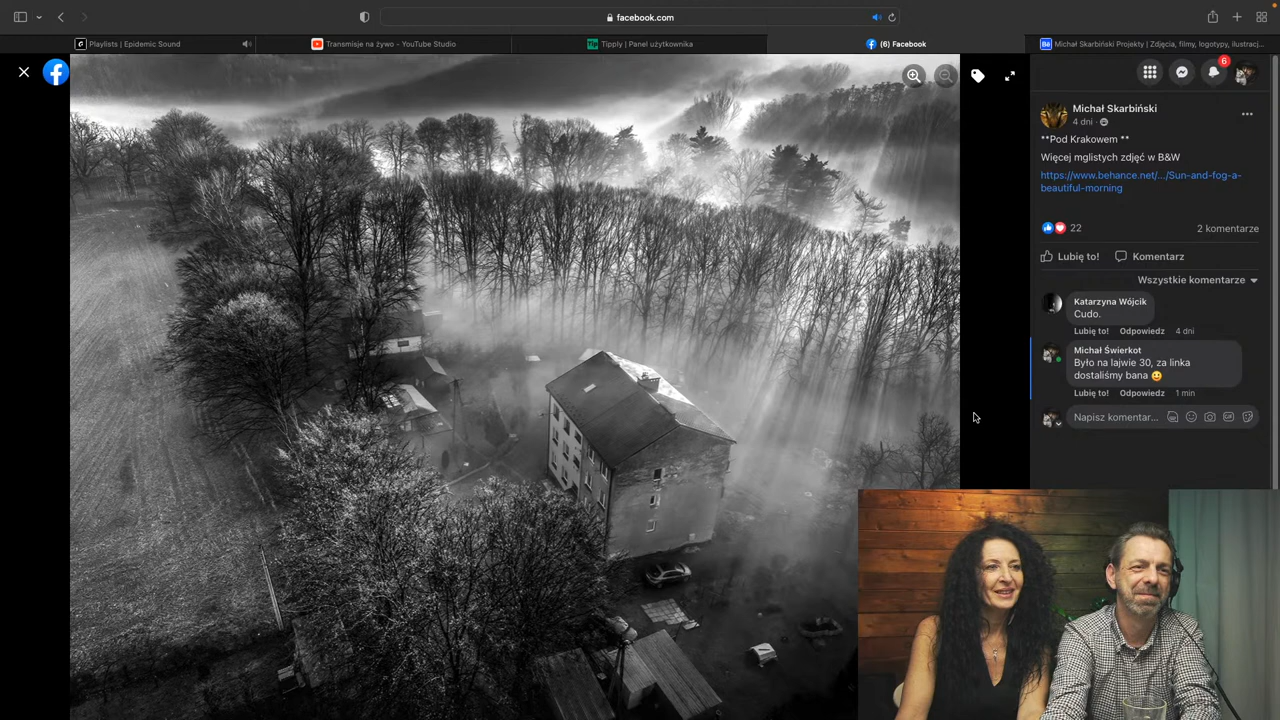 facebook.com
Playlists | Epidemic Sound
Transmisje na żywo - YouTube Studio
Tipply | Panel użytkownika
(6) Facebook
Michał Skarbiński Projekty | Zdjęcia, filmy, logotypy, ilustracj...
6
Michał Skarbiński
4 dni
**Pod Krakowem **
Więcej mglistych zdjęć w B&W
https://www.behance.net/.../Sun-and-fog-a-
beautiful-morning
22
2 komentarze
Lubię to!
Komentarz
Wszystkie komentarze
Katarzyna Wójcik
Cudo.
Lubię to! Odpowiedz 4 dni
Michał Świerkot
Było na lajwie 30, za linka
dostaliśmy bana
Lubię to! Odpowiedz 1 min
Napisz komentar...
GIF